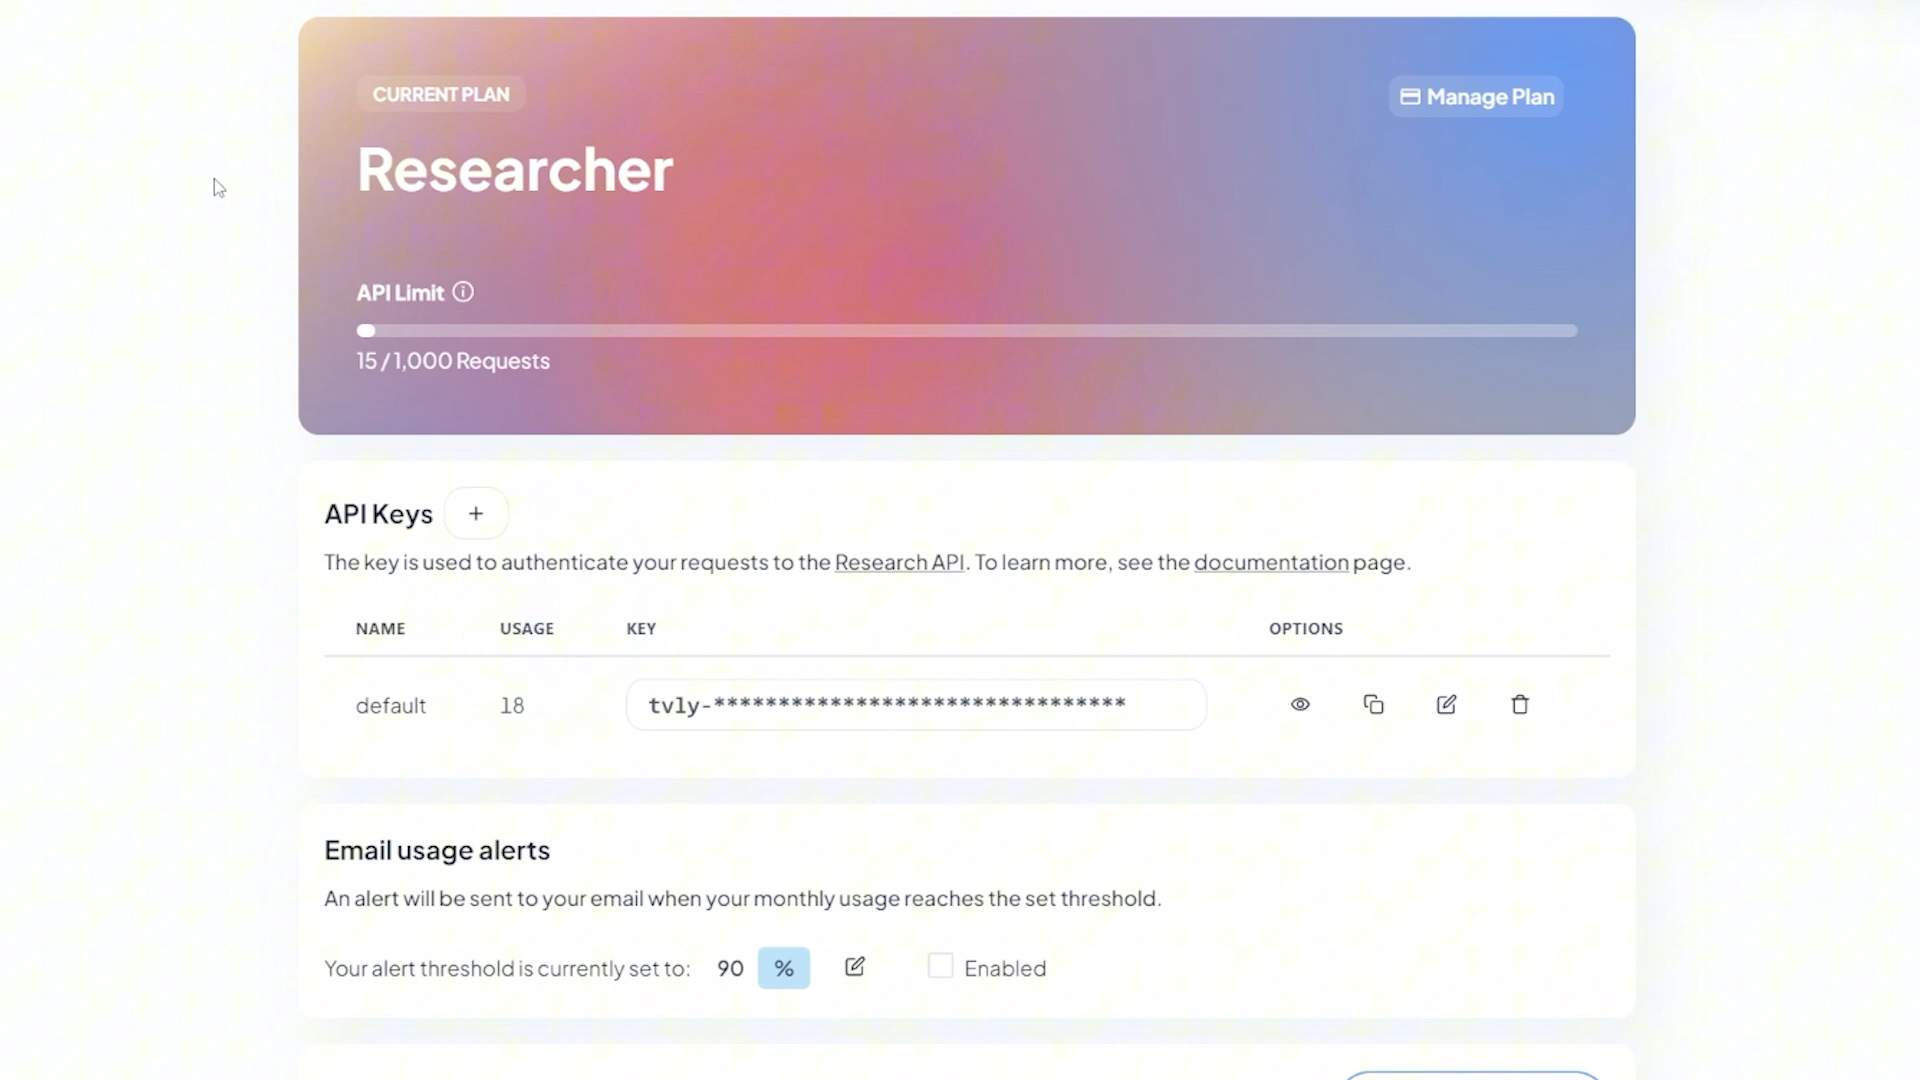 CURRENT PLAN
Manage Plan
Researcher
API Limit
15 / 1,000 Requests
API Keys +
The key is used to authenticate your requests to the Research API. To learn more, see the documentation page.
NAME USAGE KEY OPTIONS
default 18 tvly-********************************
Email usage alerts
An alert will be sent to your email when your monthly usage reaches the set threshold.
Your alert threshold is currently set to: 90 % Enabled